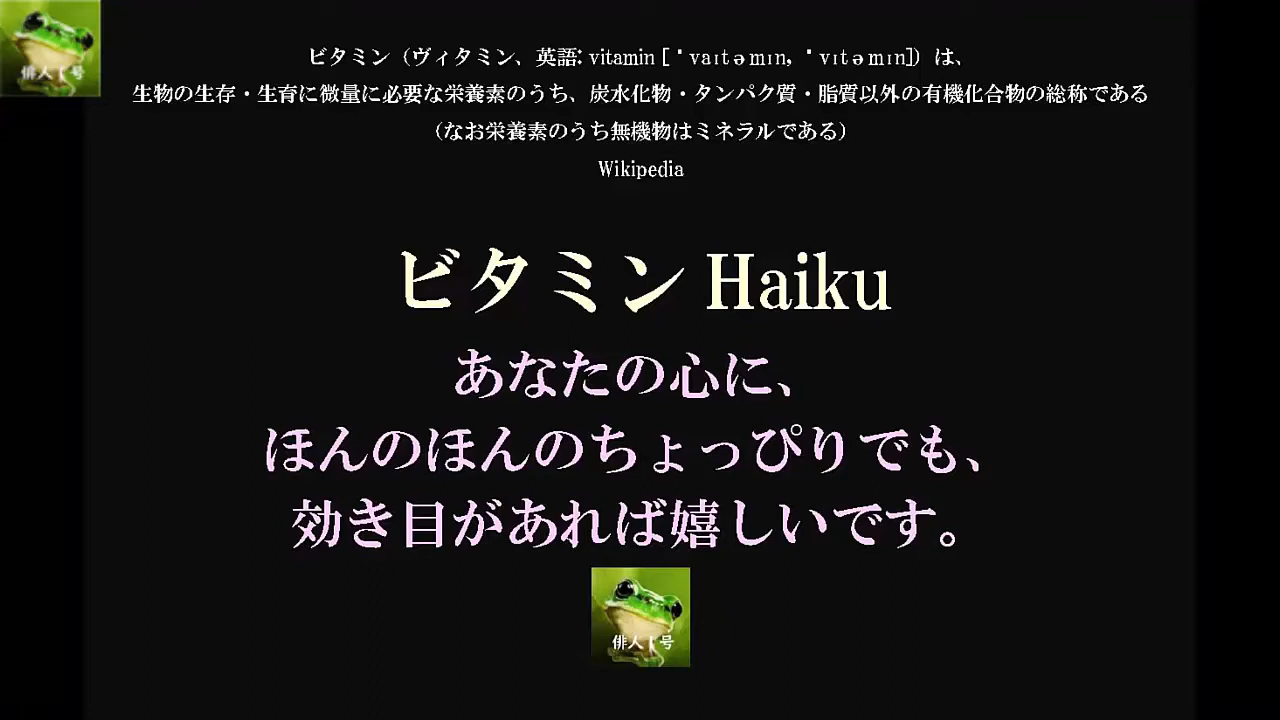 俳人1号
ビタミン（ヴィタミン、英語: vitamin [ˈvaɪtəmɪn, ˈvɪtəmɪn]）は、
生物の生存・生育に微量に必要な栄養素のうち、炭水化物・タンパク質・脂質以外の有機化合物の総称である
（なお栄養素のうち無機物はミネラルである）
Wikipedia
ビタミン Haiku
あなたの心に、
ほんのほんのちょっぴりでも、
効き目があれば嬉しいです。
俳人1号